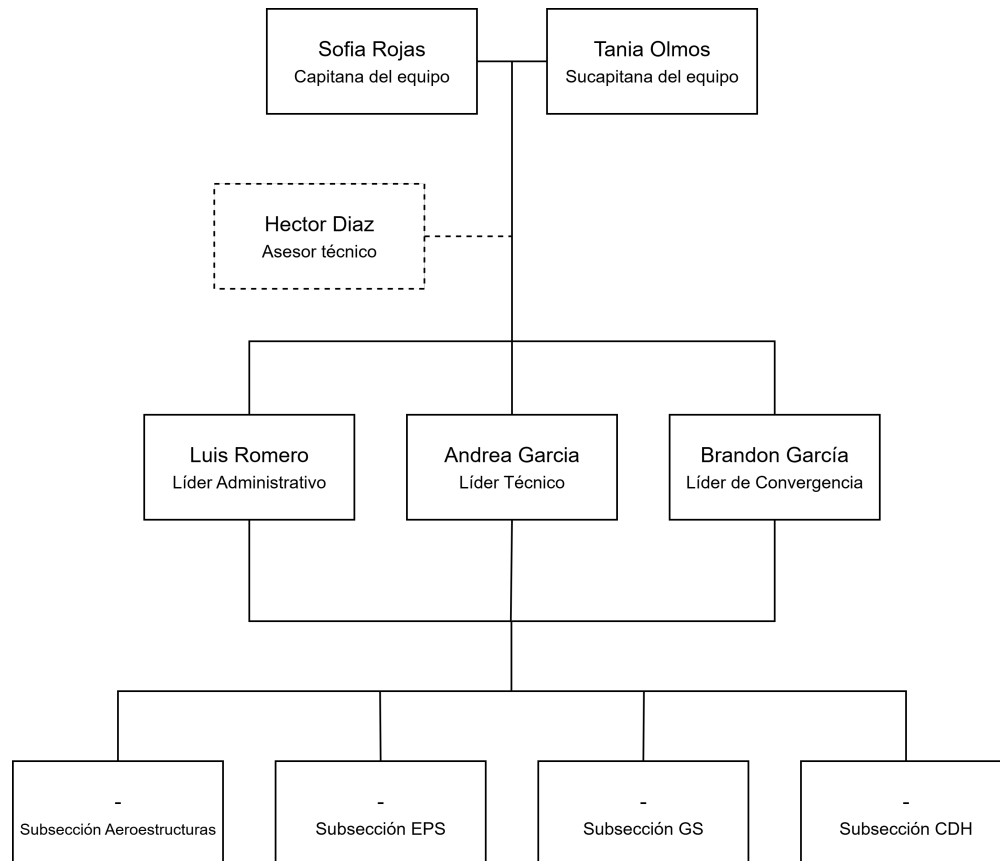 Sofia Rojas
Capitana del equipo
Tania Olmos
Sucapitana del equipo
Hector Diaz
Asesor técnico
Luis Romero
Líder Administrativo
Andrea Garcia
Líder Técnico
Brandon García
Líder de Convergencia
-
Subsección Aeroestructuras
-
Subsección EPS
-
Subsección GS
-
Subsección CDH